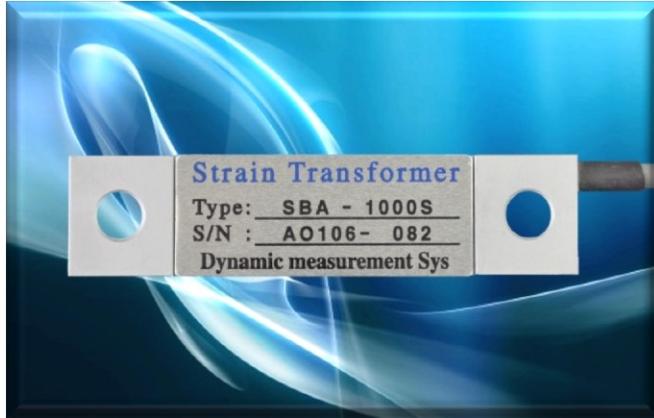 Strain Transformer
Type: SBA - 1000S
S/N : AO106- 082
Dynamic measurement Sys